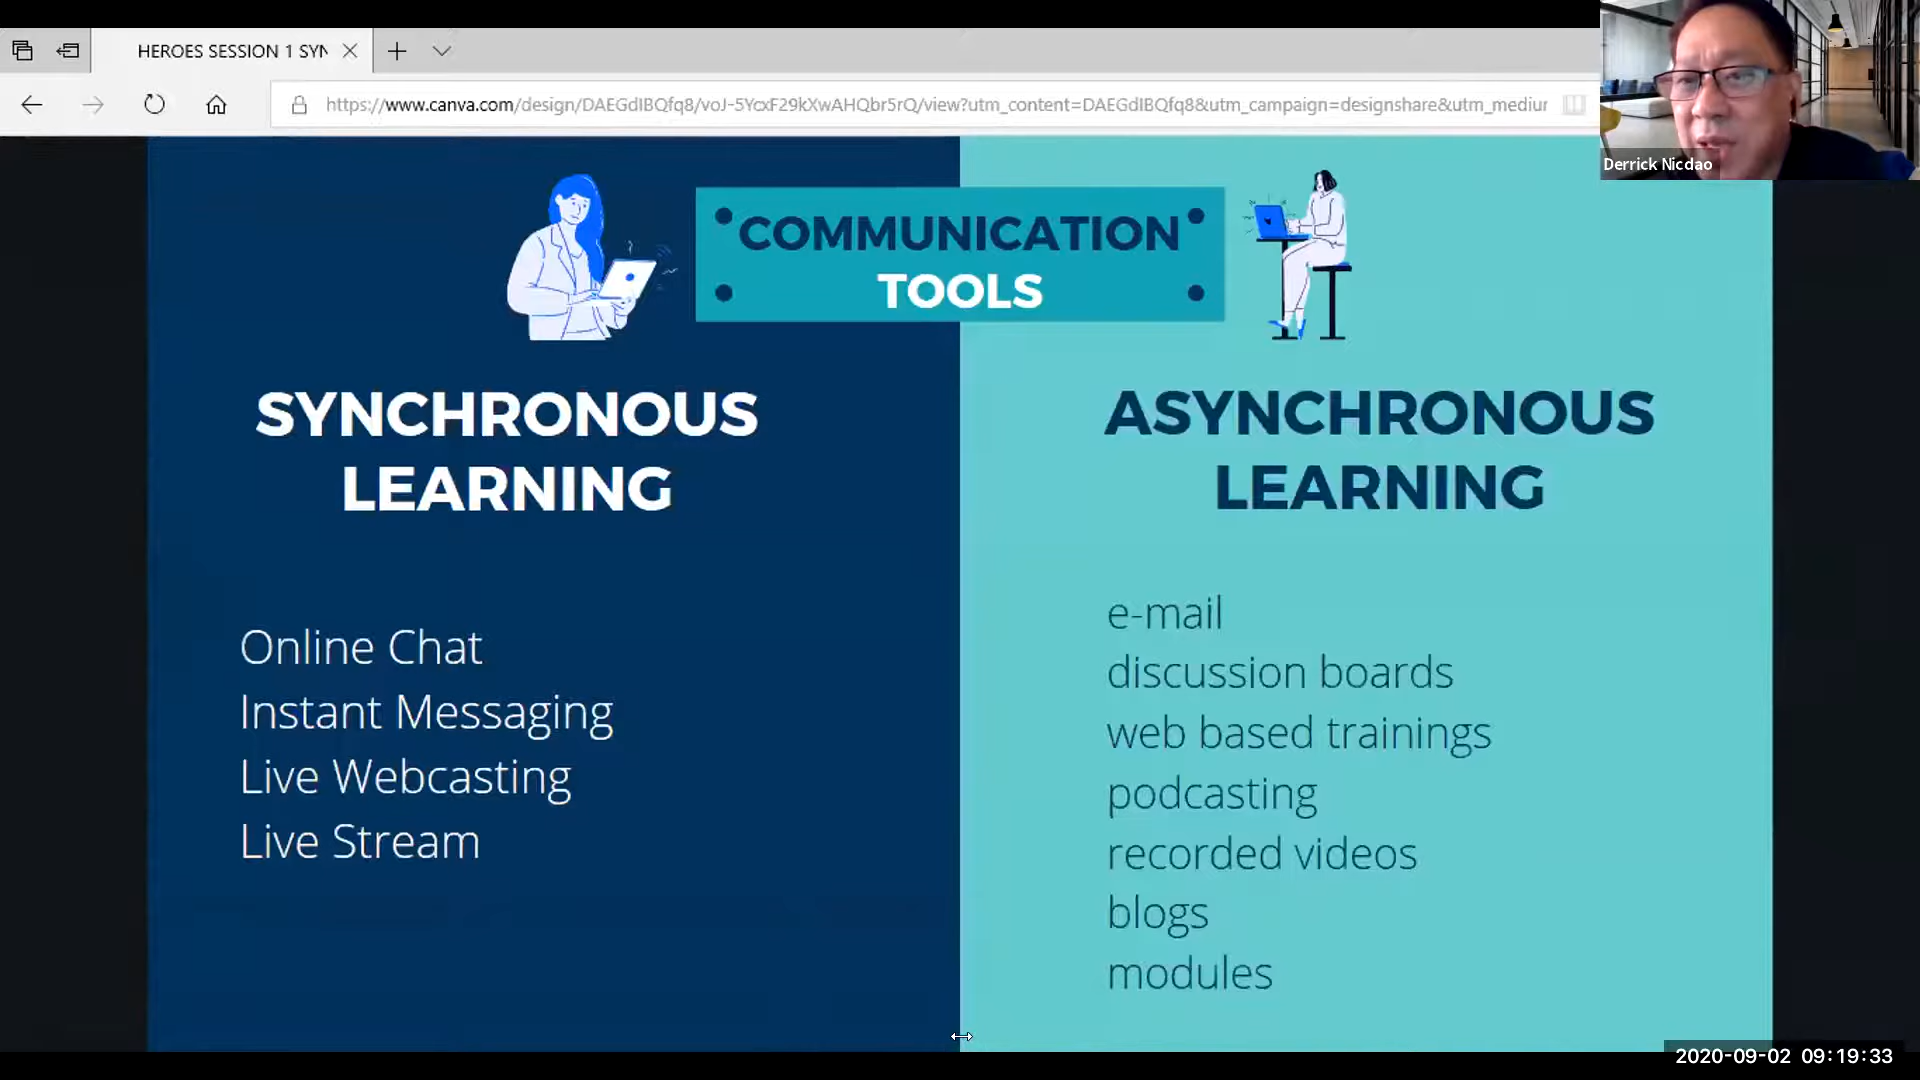 HEROES SESSION 1 SYN
https://www.canva.com/design/DAEGdIBQfq8/voJ-5YcxF29kXwAHQbr5rQ/view?utm_content=DAEGdIBQfq8&utm_campaign=designshare&utm_mediur
Derrick Nicdao
COMMUNICATION
TOOLS
SYNCHRONOUS
LEARNING
Online Chat
Instant Messaging
Live Webcasting
Live Stream
ASYNCHRONOUS
LEARNING
e-mail
discussion boards
web based trainings
podcasting
recorded videos
blogs
modules
2020-09-02 09:19:33